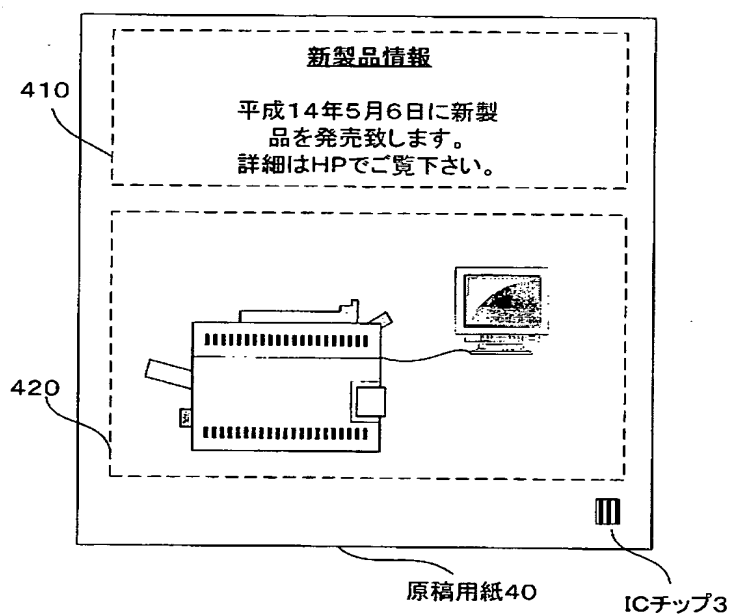 新製品情報
410
平成14年5月6日に新製
品を発売致します。
詳細はHPでご覧下さい。
420
原稿用紙40
ICチップ3